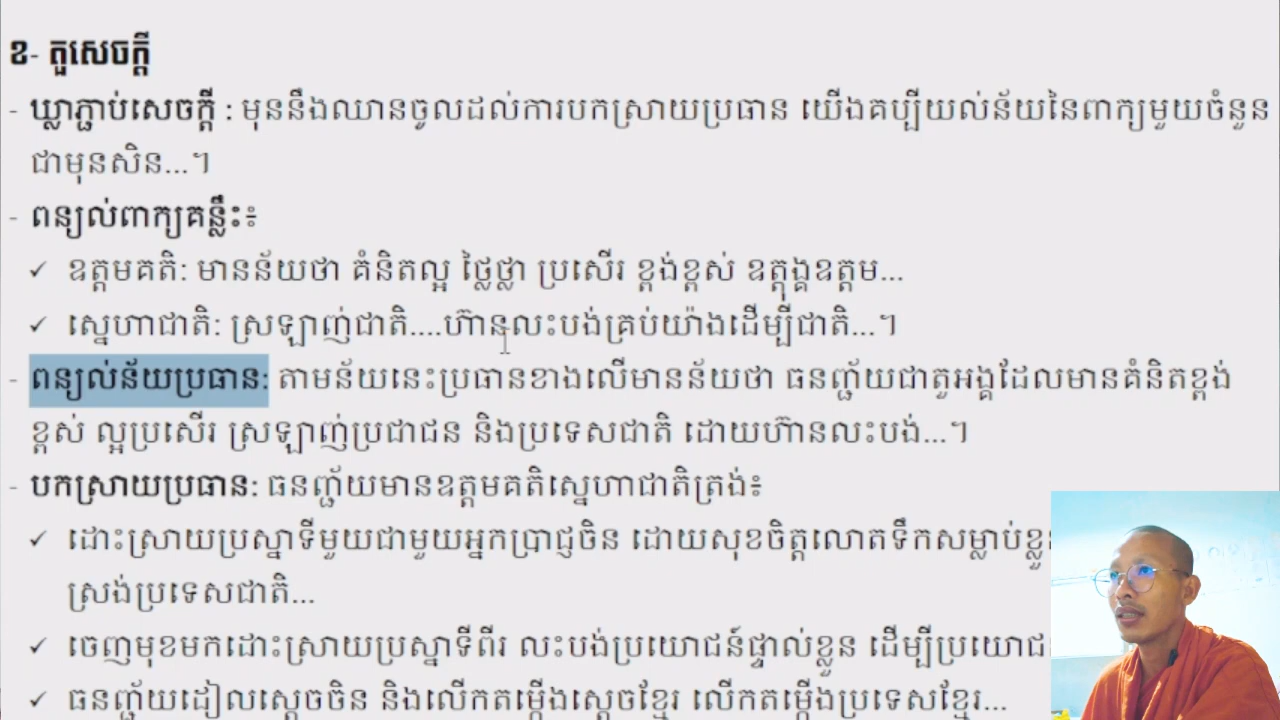 ខ- តួសេចក្តី
- ឃ្លាភ្ជាប់សេចក្តី : មុននឹងឈានចូលដល់ការបកស្រាយប្រធាន យើងគប្បីយល់ន័យនៃពាក្យមួយចំនួន
ជាមុនសិន...។
- ពន្យល់ពាក្យគន្លឹះ៖
✓ ឧត្តមគតិ: មានន័យថា គំនិតល្អ ថ្លៃថ្លា ប្រសើរ ខ្ពង់ខ្ពស់ ឧត្តុង្គឧត្តម...
✓ ស្នេហាជាតិ: ស្រឡាញ់ជាតិ....ហ៊ានលះបង់គ្រប់យ៉ាងដើម្បីជាតិ...។
- ពន្យល់ន័យប្រធាន: តាមន័យនេះប្រធានខាងលើមានន័យថា ធនញ្ជ័យជាតួអង្គដែលមានគំនិតខ្ពង់
ខ្ពស់ ល្អប្រសើរ ស្រឡាញ់ប្រជាជន និងប្រទេសជាតិ ដោយហ៊ានលះបង់...។
- បកស្រាយប្រធាន: ធនញ្ជ័យមានឧត្តមគតិស្នេហាជាតិត្រង់៖
✓ ដោះស្រាយប្រស្នាទីមួយជាមួយអ្នកប្រាជ្ញចិន ដោយសុខចិត្តលោតទឹកសម្លាប់ខ្លួន
ស្រង់ប្រទេសជាតិ...
✓ ចេញមុខមកដោះស្រាយប្រស្នាទីពីរ លះបង់ប្រយោជន៍ផ្ទាល់ខ្លួន ដើម្បីប្រយោជ
✓ ធនញ្ជ័យដៀលស្តេចចិន និងលើកតម្កើងស្តេចខ្មែរ លើកតម្កើងប្រទេសខ្មែរ...